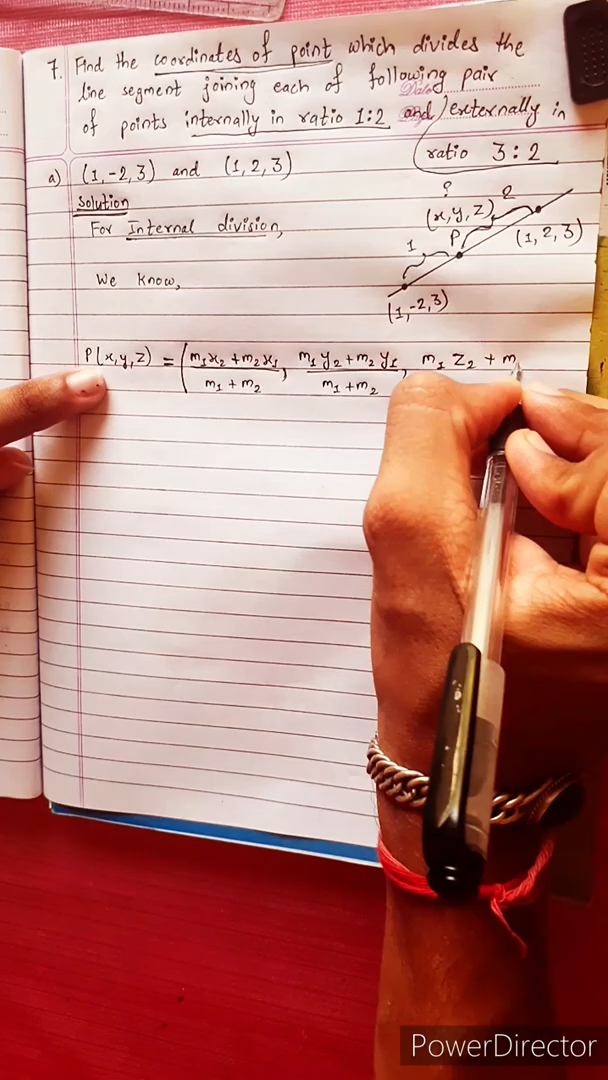 7. Find the coordinates of point which divides the
line segment joining each of following pair
of points internally in ratio 1:2 and externally in
ratio 3:2
a) (1,-2,3) and (1,2,3)
Solution
For Internal division,
?
(x,y,z)
2
1
P
(1,2,3)
(1,-2,3)
We know,
P(x,y,z) = ( m₁x₂+m₂x₁ / m₁+m₂, m₁y₂+m₂y₁ / m₁+m₂, m₁z₂+m
PowerDirector